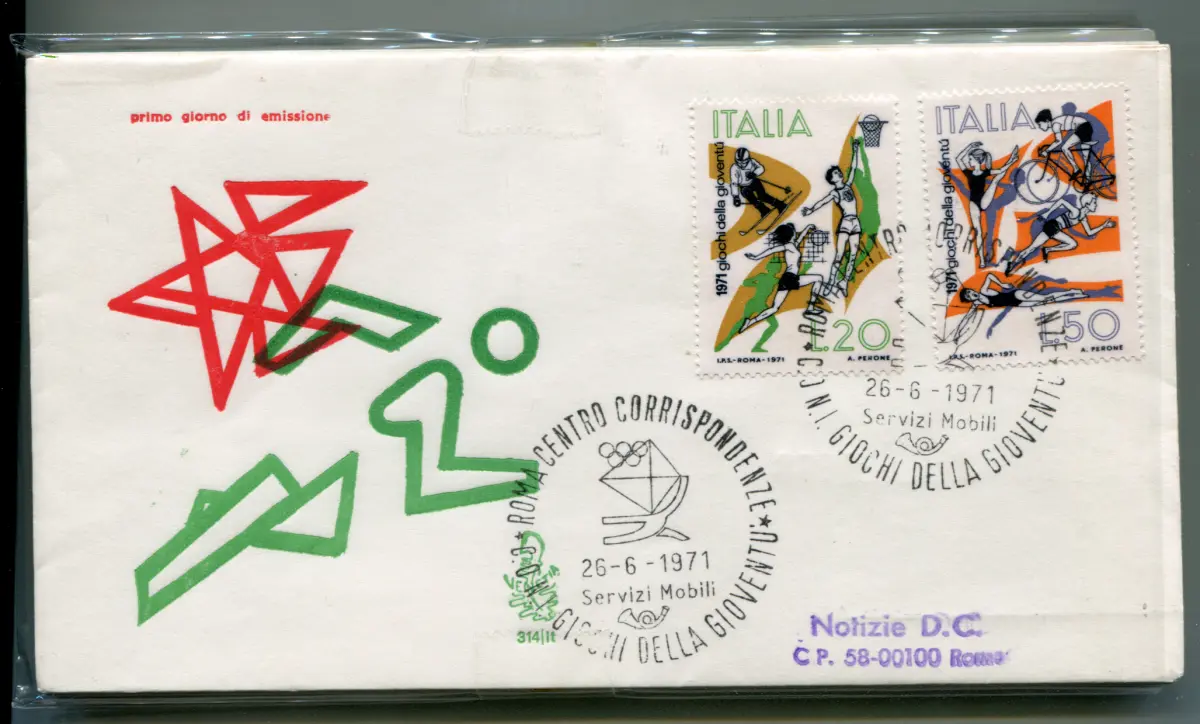 primo giorno di emissione
ITALIA
1971 giochi della gioventù
L.20
I.P.S.-ROMA-1971
A. PERONE
ITALIA
1971 giochi della gioventù
L.50
I.P.S.-ROMA-1971
A. PERONE
26-6-1971
Servizi Mobili
C.O.N.I. GIOCHI DELLA GIOVENTU'
ROMA CENTRO CORRISPONDENZE
26-6-1971
Servizi Mobili
C.O.N.I. GIOCHI DELLA GIOVENTU'
314/It
Notizie D.C.
C.P. 58-00100 Roma